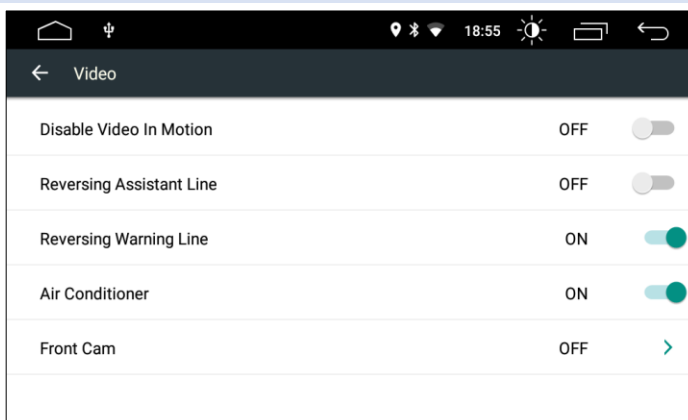 18:55
Video
Disable Video In Motion OFF
Reversing Assistant Line OFF
Reversing Warning Line ON
Air Conditioner ON
Front Cam OFF